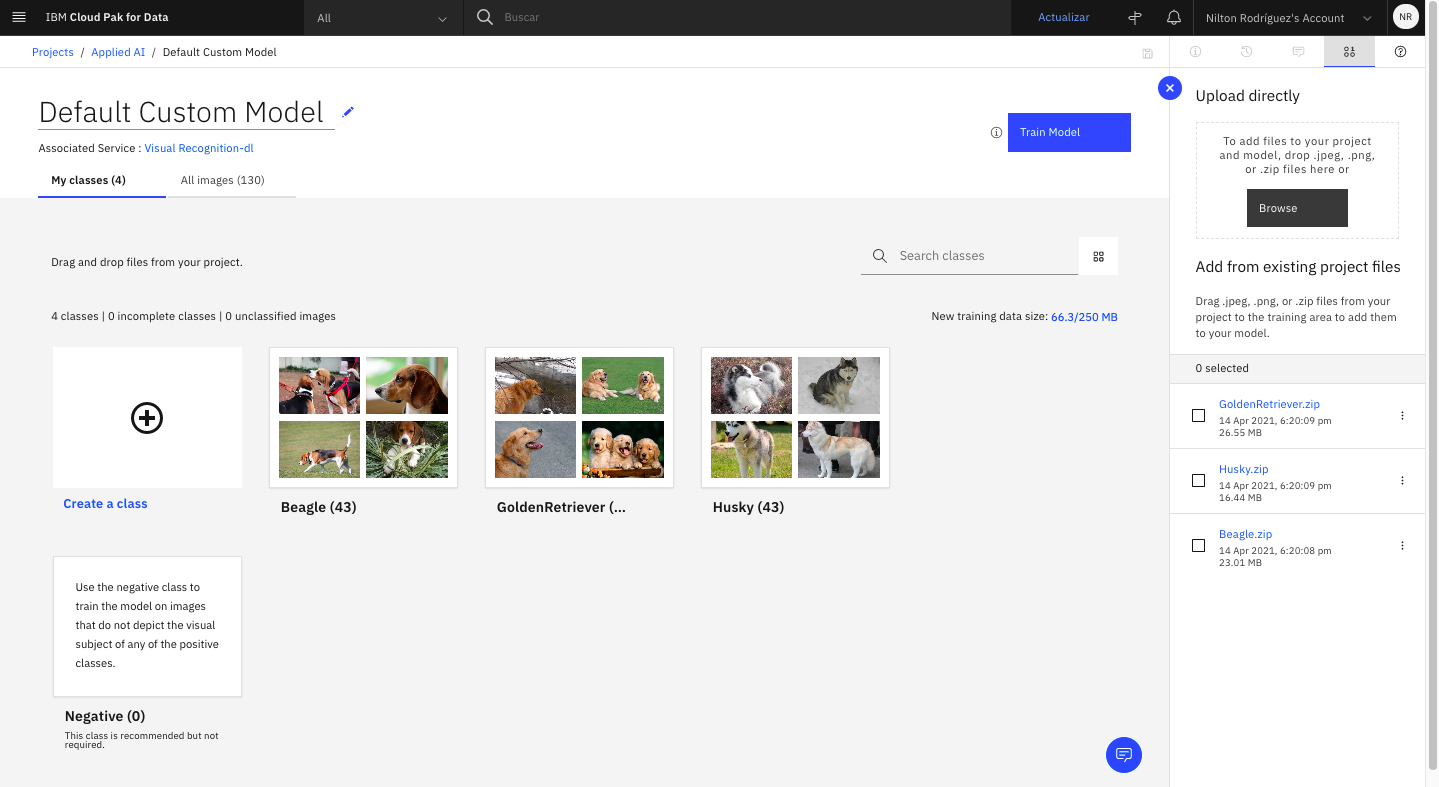 IBM Cloud Pak for Data
All
Buscar
Actualizar
Nilton Rodríguez's Account
NR
Projects / Applied AI / Default Custom Model
Default Custom Model
Associated Service : Visual Recognition-dl
Train Model
My classes (4)
All images (130)
Drag and drop files from your project.
Search classes
4 classes | 0 incomplete classes | 0 unclassified images
New training data size: 66.3/250 MB
Create a class
Beagle (43)
GoldenRetriever (...
Husky (43)
Use the negative class to
train the model on images
that do not depict the visual
subject of any of the positive
classes.
Negative (0)
This class is recommended but not
required.
Upload directly
To add files to your project
and model, drop .jpeg, .png,
or .zip files here or
Browse
Add from existing project files
Drag .jpeg, .png, or .zip files from your
project to the training area to add them
to your model.
0 selected
GoldenRetriever.zip
14 Apr 2021, 6:20:09 pm
26.55 MB
Husky.zip
14 Apr 2021, 6:20:09 pm
16.44 MB
Beagle.zip
14 Apr 2021, 6:20:08 pm
23.01 MB